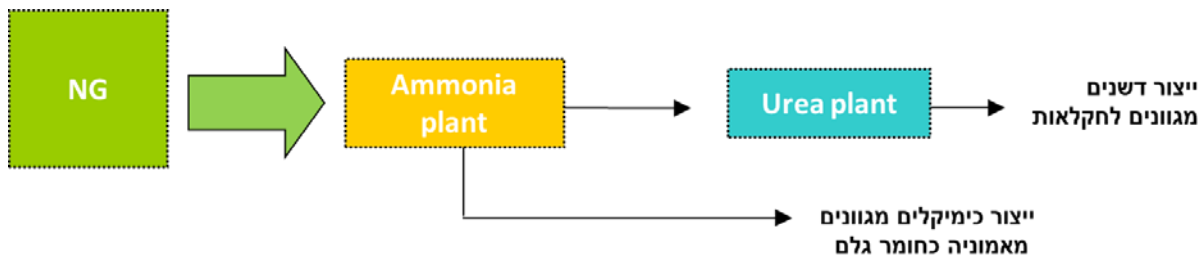 NG
Ammonia
plant
Urea plant
ייצור דשנים
מגוונים לחקלאות
ייצור כימיקלים מגוונים
מאמוניה כחומר גלם